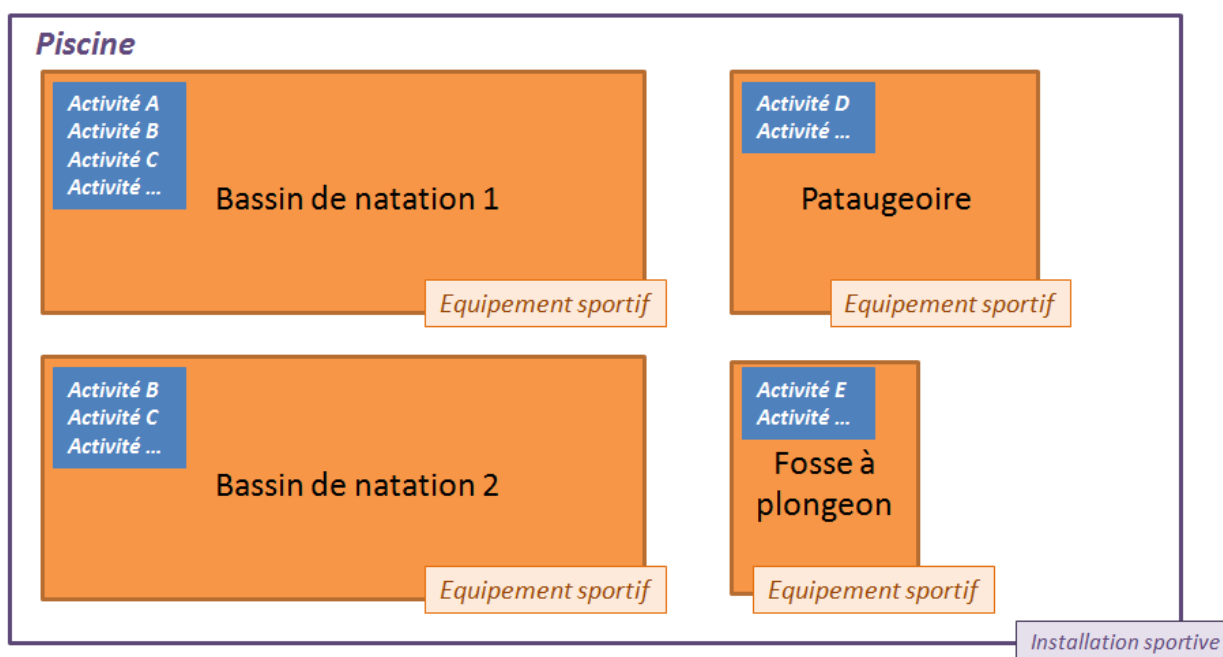 Piscine
Activité A
Activité B
Activité C
Activité ...
Bassin de natation 1
Equipement sportif
Activité D
Activité ...
Pataugeoire
Equipement sportif
Activité B
Activité C
Activité ...
Bassin de natation 2
Equipement sportif
Activité E
Activité ...
Fosse à
plongeon
Equipement sportif
Installation sportive